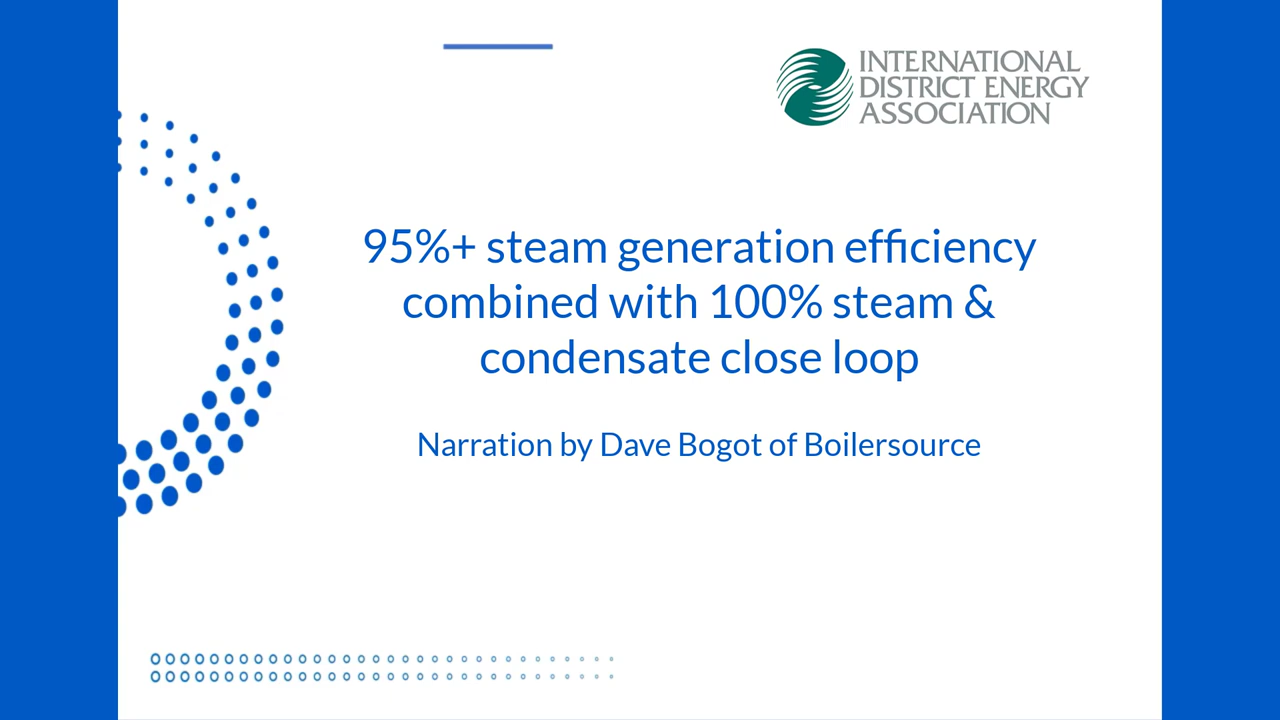 INTERNATIONAL
DISTRICT ENERGY
ASSOCIATION
95%+ steam generation efficiency
combined with 100% steam &
condensate close loop
Narration by Dave Bogot of Boilersource